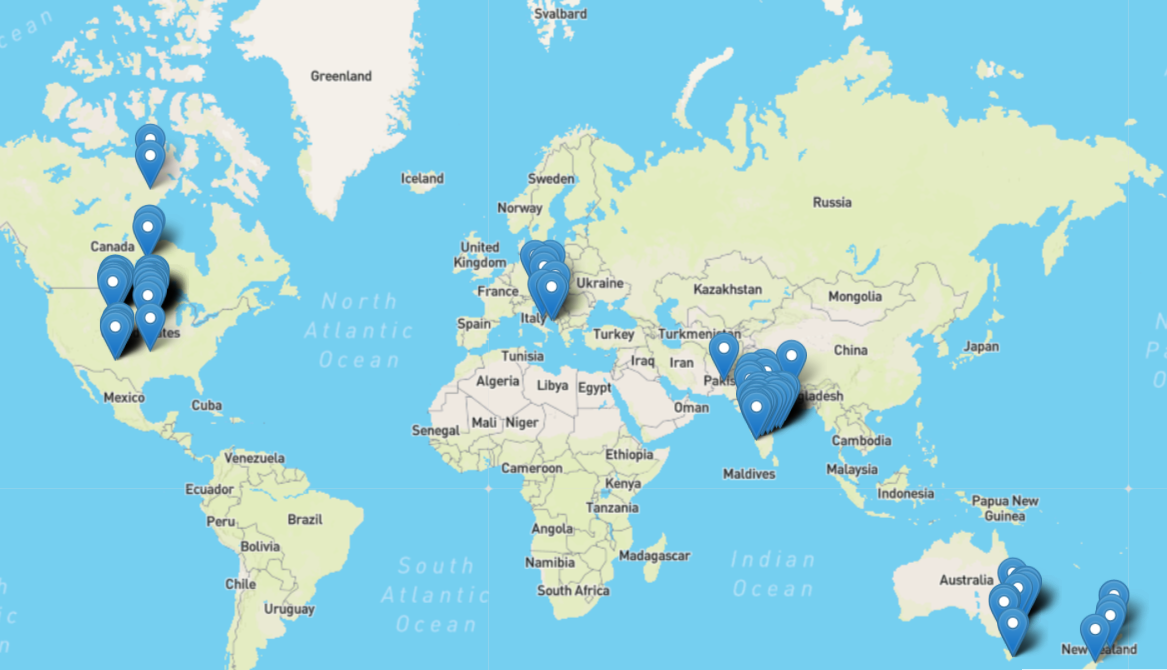 Svalbard
cean
Greenland
Iceland
Sweden
Norway
Russia
Canada
United
Kingdom
France
Ukraine
Kazakhstan
Mongolia
North
Atlantic
Ocean
Spain
Italy
Turkey
Turkmenistan
China
Japan
tes
Tunisia
Iraq
Iran
Pakis
Algeria
Libya
Egypt
Mexico
Cuba
Oman
ladesh
Senegal
Mali
Niger
Cambodia
Venezuela
Cameroon
Ethiopia
Maldives
Malaysia
Ecuador
Kenya
Indonesia
Peru
Brazil
Tanzania
Papua New
Guinea
Angola
Bolivia
Madagascar
South
Atlantic
Ocean
Indian
Ocean
Namibia
Australia
Chile
South Africa
Uruguay
New
aland